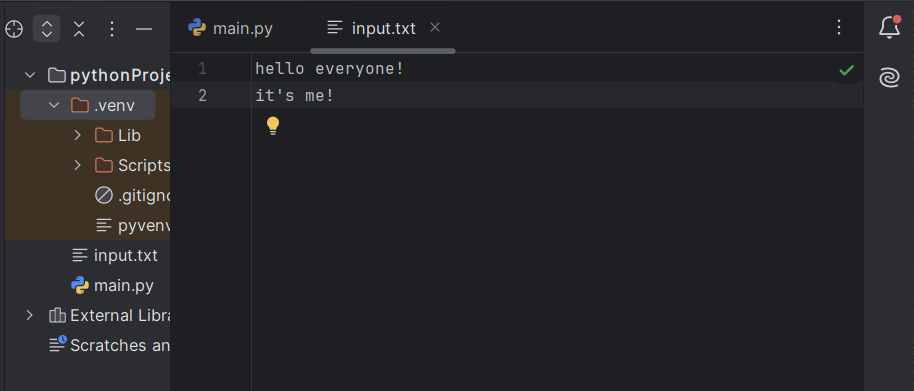 main.py
input.txt
pythonProje
.venv
Lib
Scripts
.gitigno
pyvenv
input.txt
main.py
External Libra
Scratches an
1 hello everyone!
2 it's me!